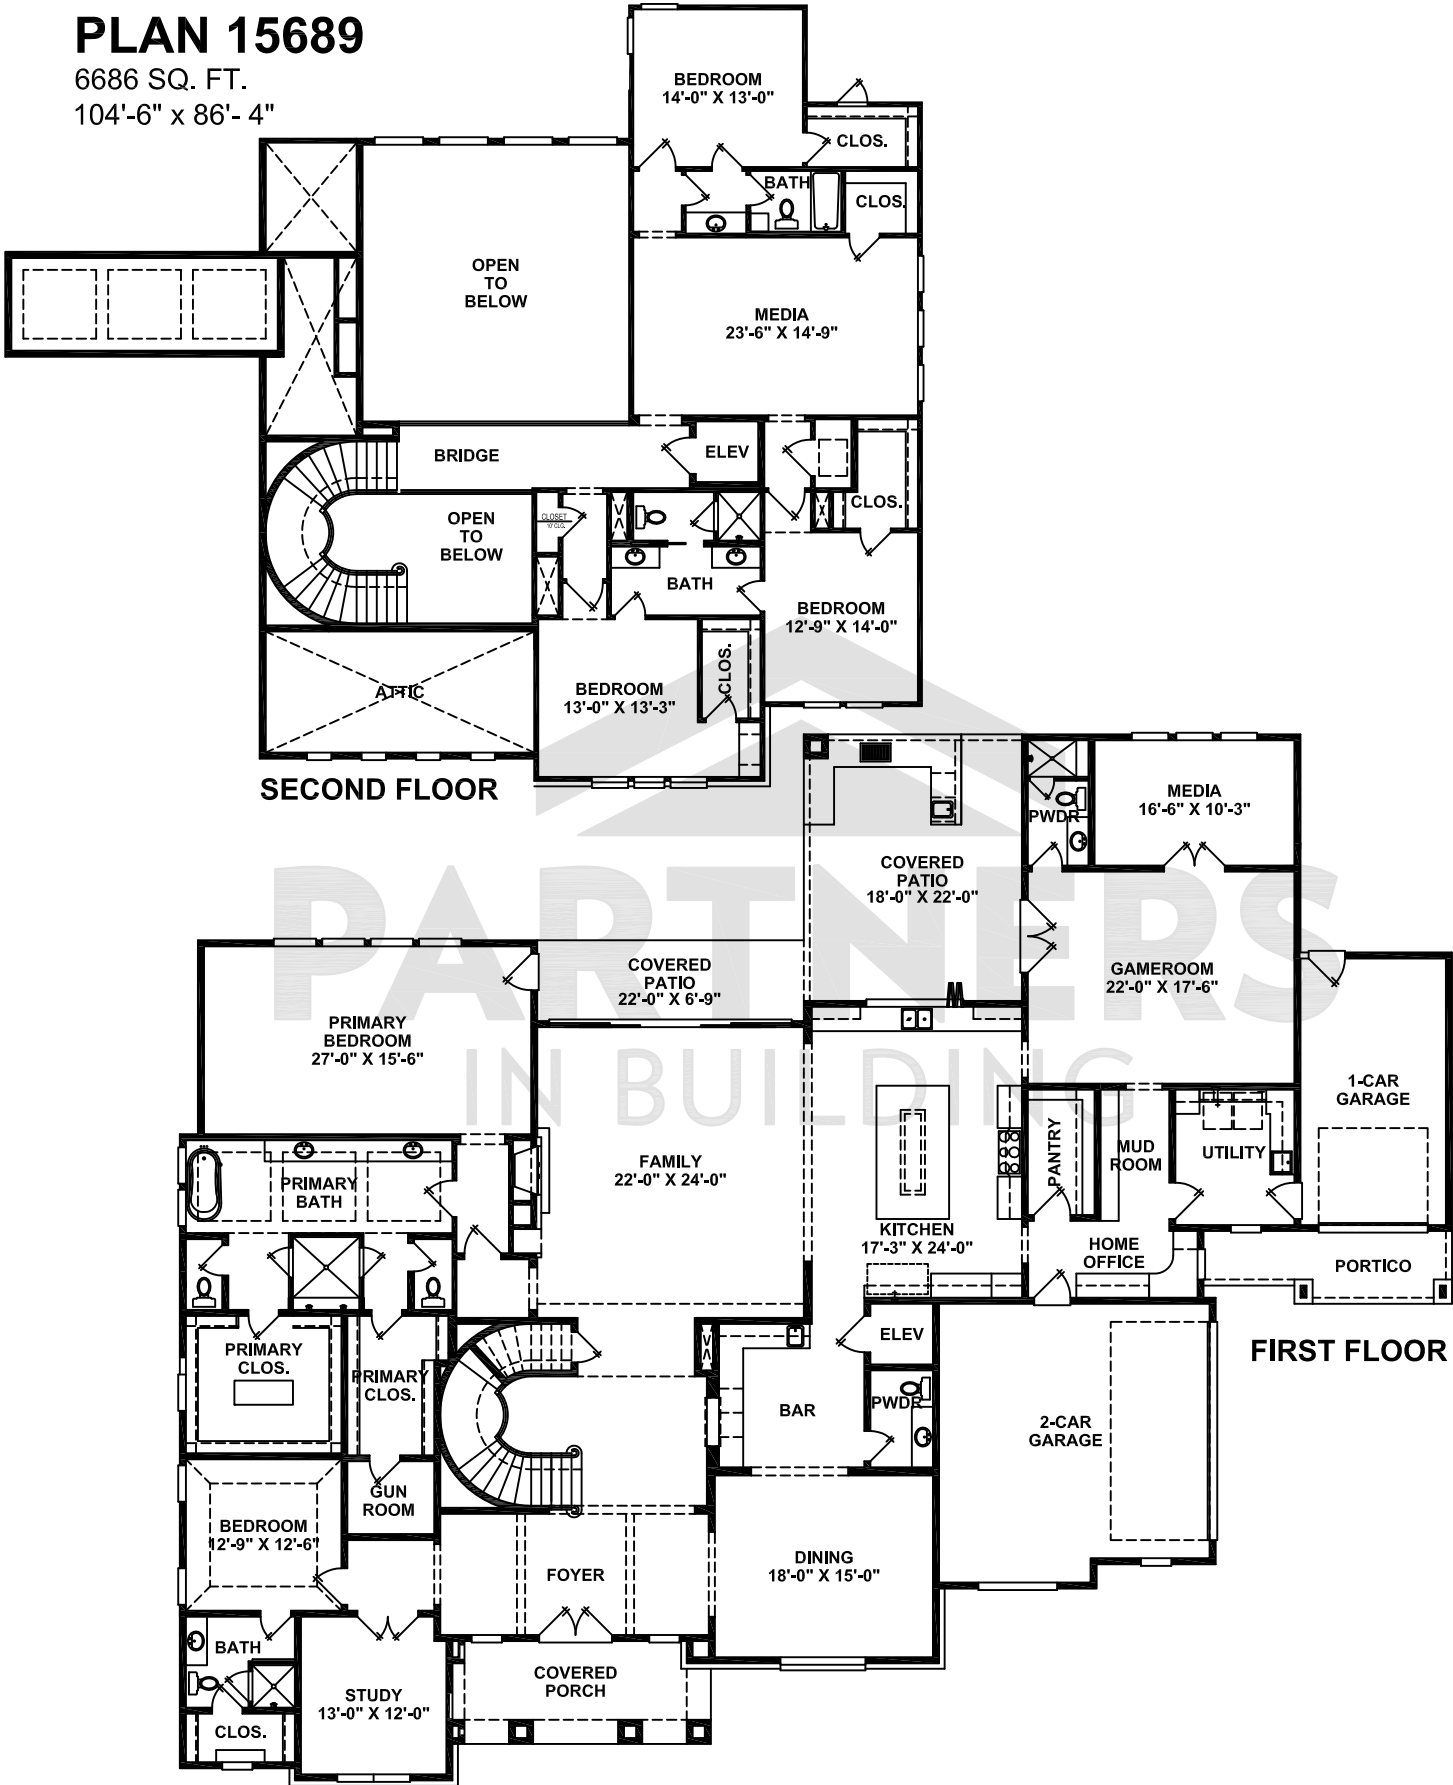 PLAN 15689
6686 SQ. FT.
104'-6" x 86'- 4"
BEDROOM
14'-0" X 13'-0"
CLOS.
BATH
CLOS.
OPEN
TO
BELOW
MEDIA
23'-6" X 14'-9"
BRIDGE
ELEV
CLOS.
OPEN
TO
BELOW
CLOSET
10' CLG.
BATH
BEDROOM
12'-9" X 14'-0"
CLOS.
ATTIC
BEDROOM
13'-0" X 13'-3"
SECOND FLOOR
MEDIA
16'-6" X 10'-3"
PWDR
COVERED
PATIO
18'-0" X 22'-0"
PARTNERS
IN BUILDING
COVERED
PATIO
22'-0" X 6'-9"
GAMEROOM
22'-0" X 17'-6"
PRIMARY
BEDROOM
27'-0" X 15'-6"
1-CAR
GARAGE
PANTRY
MUD
ROOM
UTILITY
FAMILY
22'-0" X 24'-0"
PRIMARY
BATH
KITCHEN
17'-3" X 24'-0"
HOME
OFFICE
PORTICO
FIRST FLOOR
ELEV
PRIMARY
CLOS.
PRIMARY
CLOS.
BAR
PWDR
2-CAR
GARAGE
GUN
ROOM
BEDROOM
12'-9" X 12'-6"
FOYER
DINING
18'-0" X 15'-0"
BATH
COVERED
PORCH
STUDY
13'-0" X 12'-0"
CLOS.